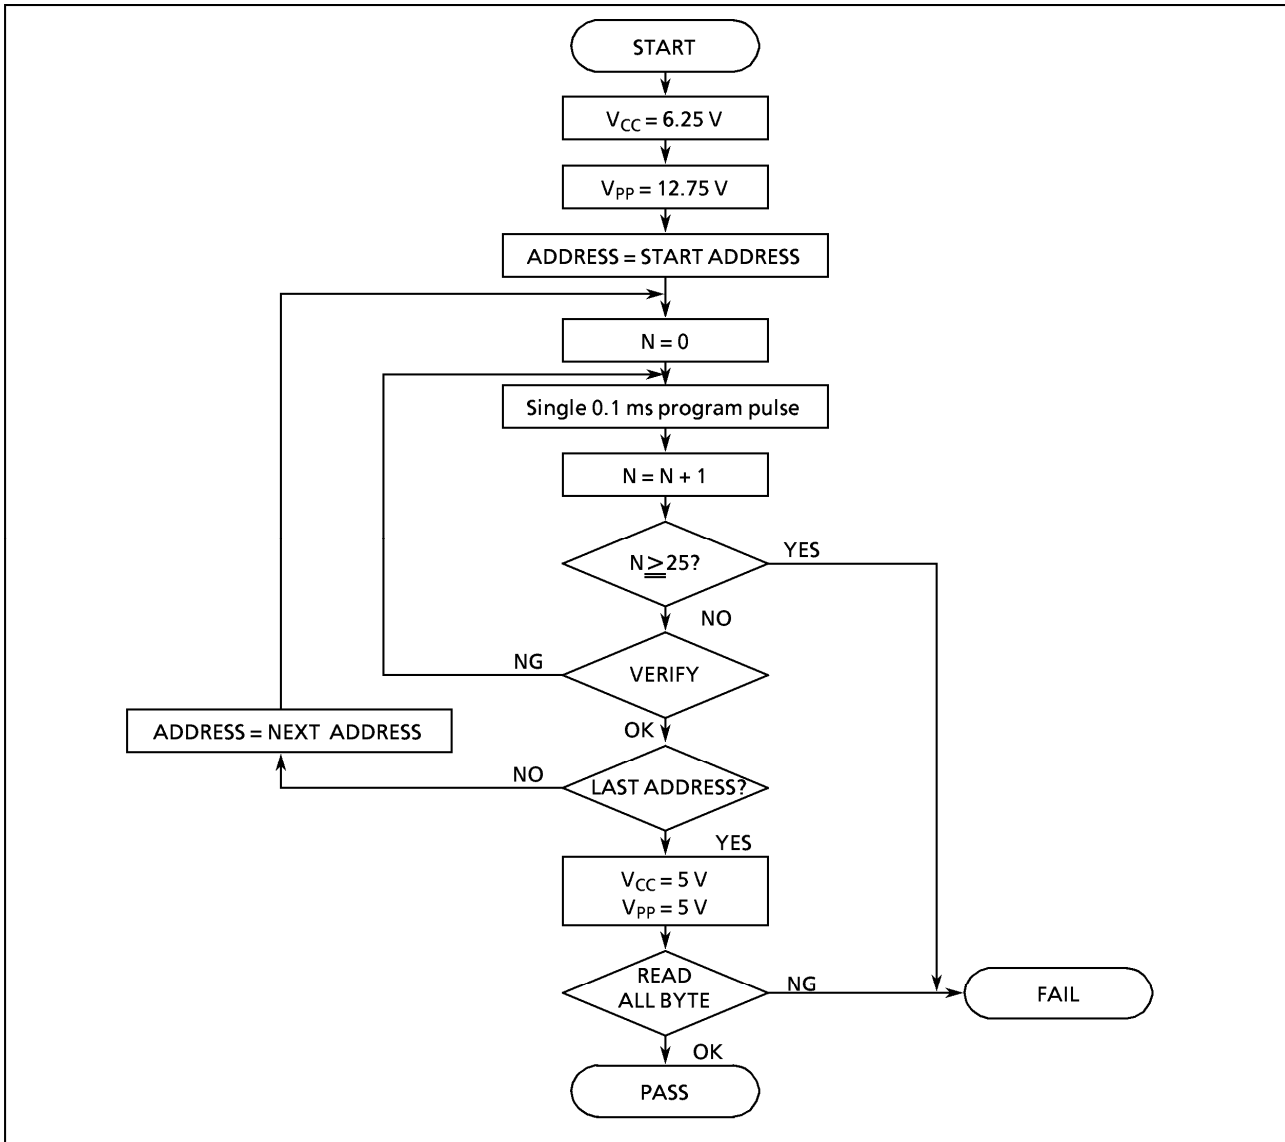 START
VCC = 6.25 V
VPP = 12.75 V
ADDRESS = START ADDRESS
N = 0
Single 0.1 ms program pulse
N = N + 1
N ≧ 25?
YES
NO
NG
VERIFY
OK
ADDRESS = NEXT ADDRESS
NO
LAST ADDRESS?
YES
VCC = 5 V
VPP = 5 V
READ
ALL BYTE
NG
FAIL
OK
PASS